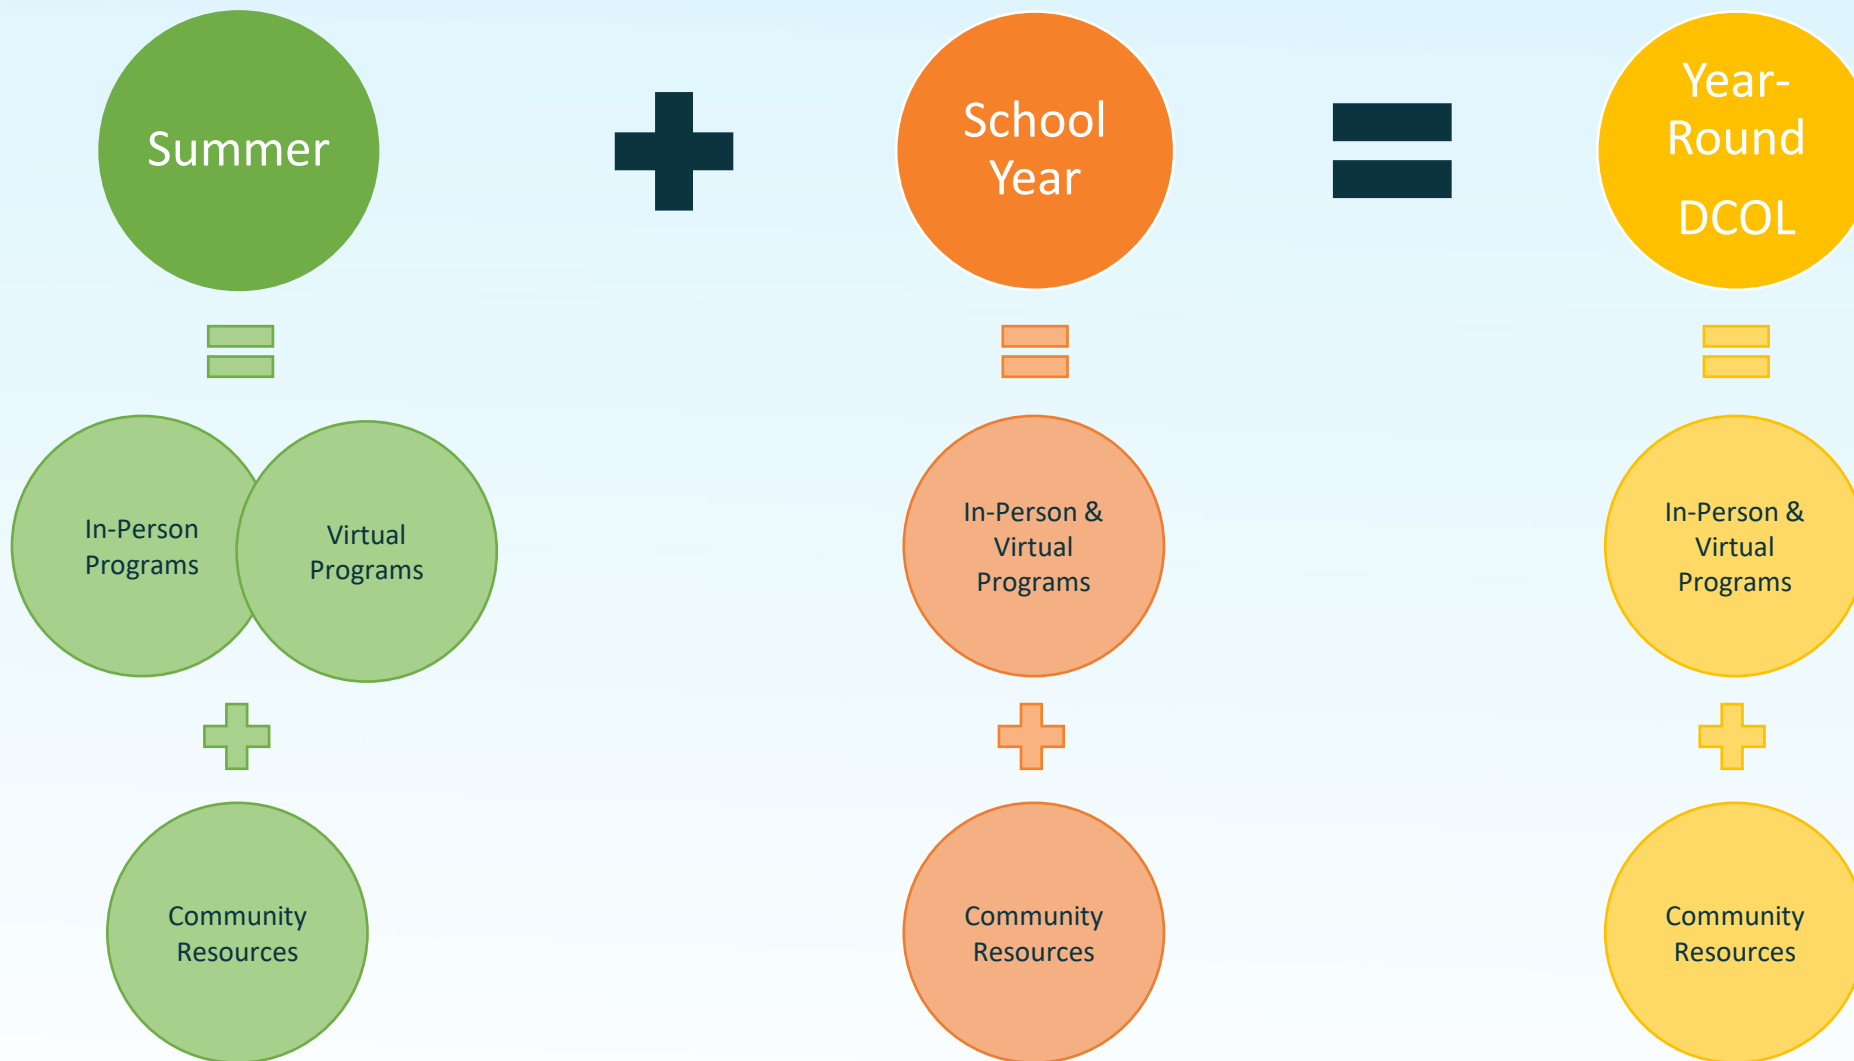 Summer
School
Year
Year-
Round
DCOL
In-Person
Programs
Virtual
Programs
In-Person &
Virtual
Programs
In-Person &
Virtual
Programs
Community
Resources
Community
Resources
Community
Resources